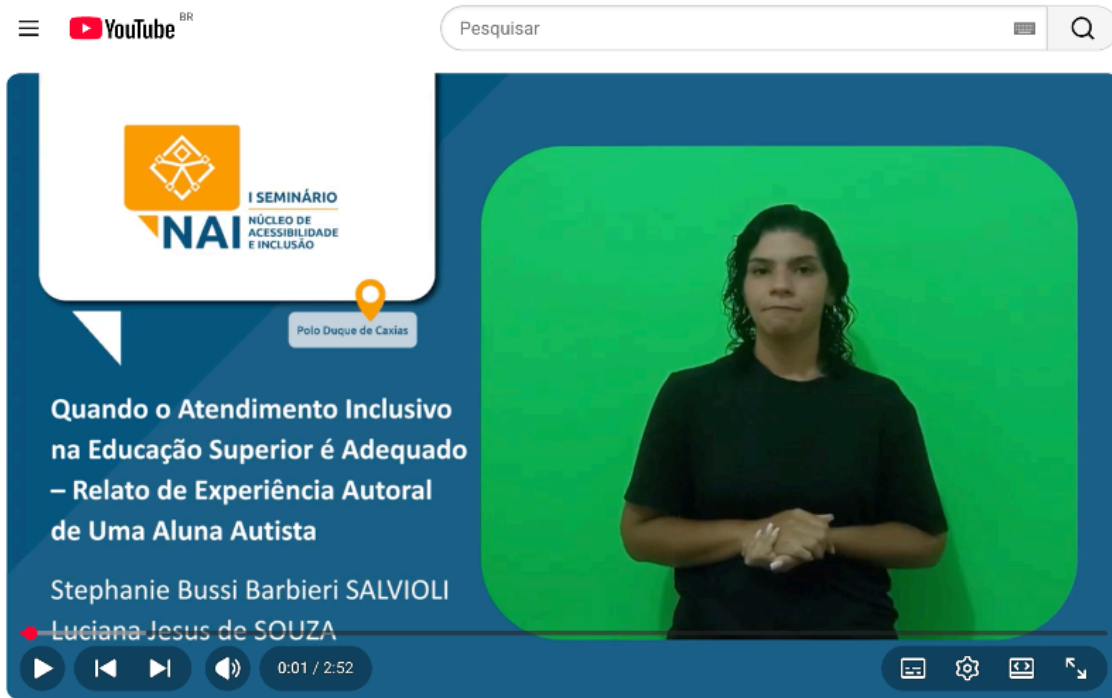 YouTube BR
Pesquisar
I SEMINÁRIO
NAI
NÚCLEO DE
ACESSIBILIDADE
E INCLUSÃO
Polo Duque de Caxias
Quando o Atendimento Inclusivo
na Educação Superior é Adequado
– Relato de Experiência Autoral
de Uma Aluna Autista
Stephanie Bussi Barbieri SALVIOLI
Luciana Jesus de SOUZA
0:01 / 2:52